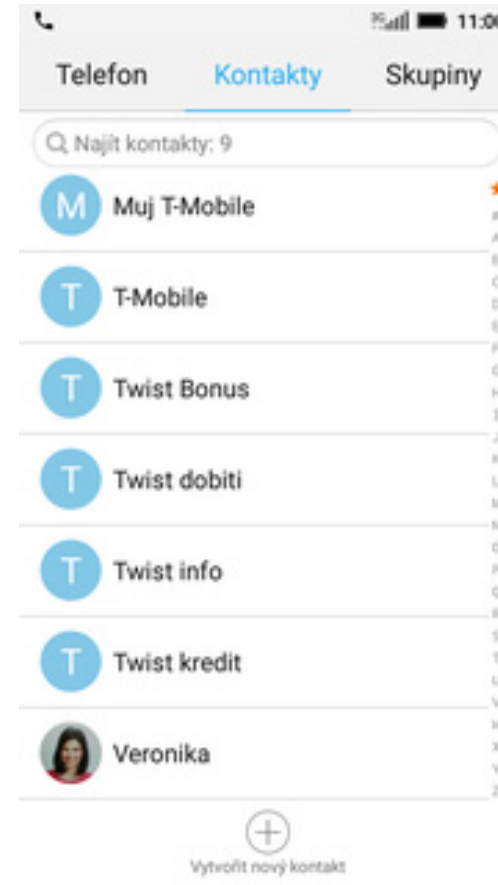 3G 11:00
Telefon Kontakty Skupiny
Najít kontakty: 9
M Muj T-Mobile
T T-Mobile
T Twist Bonus
T Twist dobiti
T Twist info
T Twist kredit
Veronika
Vytvořit nový kontakt